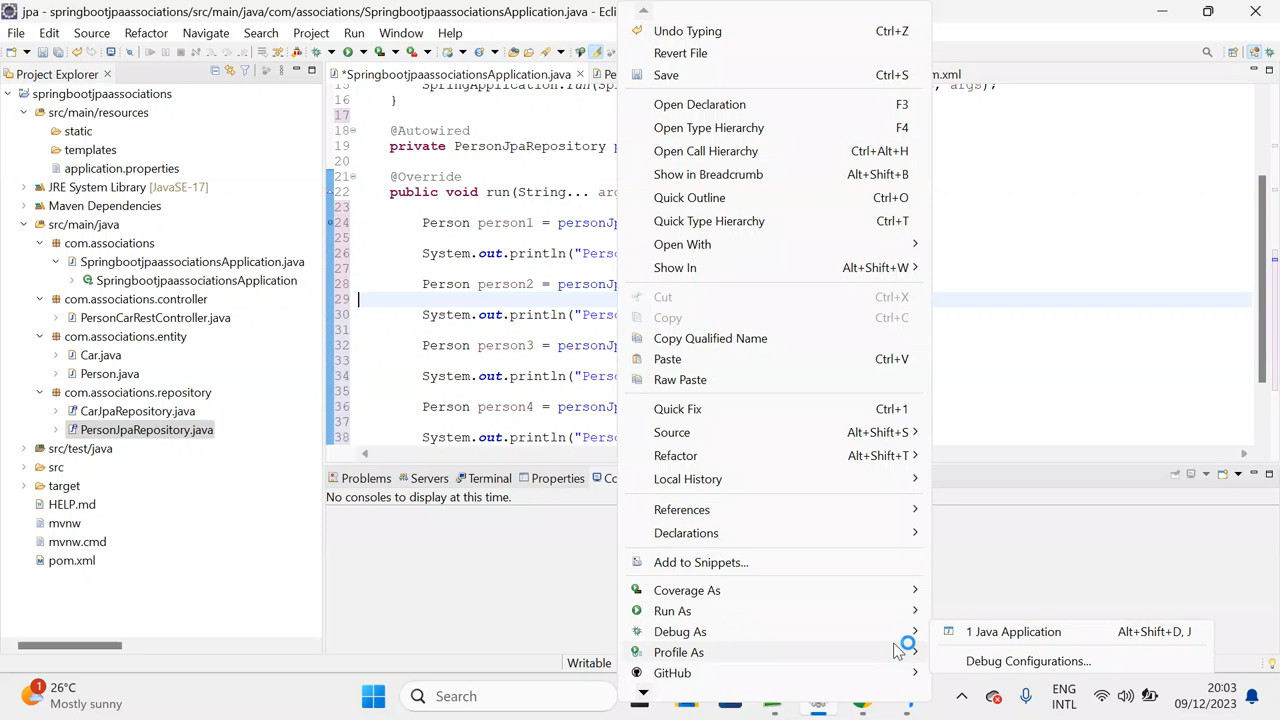 jpa - springbootjpaassociations/src/main/java/com/associations/SpringbootjpaassociationsApplication.java - Ecli
File Edit Source Refactor Navigate Search Project Run Window Help
Project Explorer
*SpringbootjpaassociationsApplication.java
m.xml
springbootjpaassociations
src/main/resources
static
templates
application.properties
JRE System Library [JavaSE-17]
Maven Dependencies
src/main/java
com.associations
SpringbootjpaassociationsApplication.java
SpringbootjpaassociationsApplication
com.associations.controller
PersonCarRestController.java
com.associations.entity
Car.java
Person.java
com.associations.repository
CarJpaRepository.java
PersonJpaRepository.java
src/test/java
src
target
HELP.md
mvnw
mvnw.cmd
pom.xml
args);
16 }
17
18 @Autowired
19 private PersonJpaRepository p
20
21 @Override
22 public void run(String... arg
23
24 Person person1 = personJp
25
26 System.out.println("Perso
27
28 Person person2 = personJp
29
30 System.out.println("Perso
31
32 Person person3 = personJp
33
34 System.out.println("Perso
35
36 Person person4 = personJp
37
38 System.out.println("Perso
Problems Servers Terminal Properties Co
No consoles to display at this time.
Writable
Undo Typing Ctrl+Z
Revert File
Save Ctrl+S
Open Declaration F3
Open Type Hierarchy F4
Open Call Hierarchy Ctrl+Alt+H
Show in Breadcrumb Alt+Shift+B
Quick Outline Ctrl+O
Quick Type Hierarchy Ctrl+T
Open With
Show In Alt+Shift+W
Cut Ctrl+X
Copy Ctrl+C
Copy Qualified Name
Paste Ctrl+V
Raw Paste
Quick Fix Ctrl+1
Source Alt+Shift+S
Refactor Alt+Shift+T
Local History
References
Declarations
Add to Snippets...
Coverage As
Run As
Debug As
Profile As
GitHub
1 Java Application Alt+Shift+D, J
Debug Configurations...
1
26°C
Mostly sunny
Search
ENG
INTL
20:03
09/12/2023